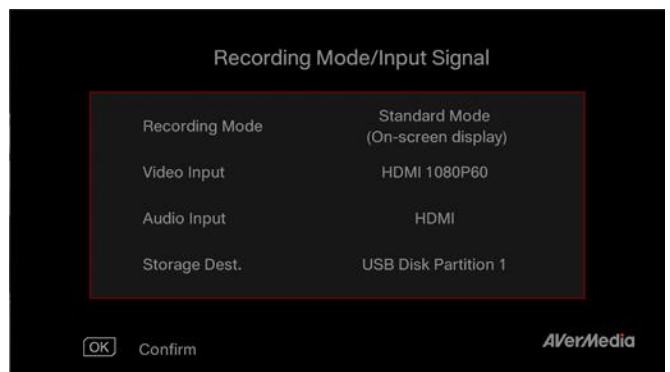 Recording Mode/Input Signal
Recording Mode Standard Mode
(On-screen display)
Video Input HDMI 1080P60
Audio Input HDMI
Storage Dest. USB Disk Partition 1
OK Confirm
AVerMedia